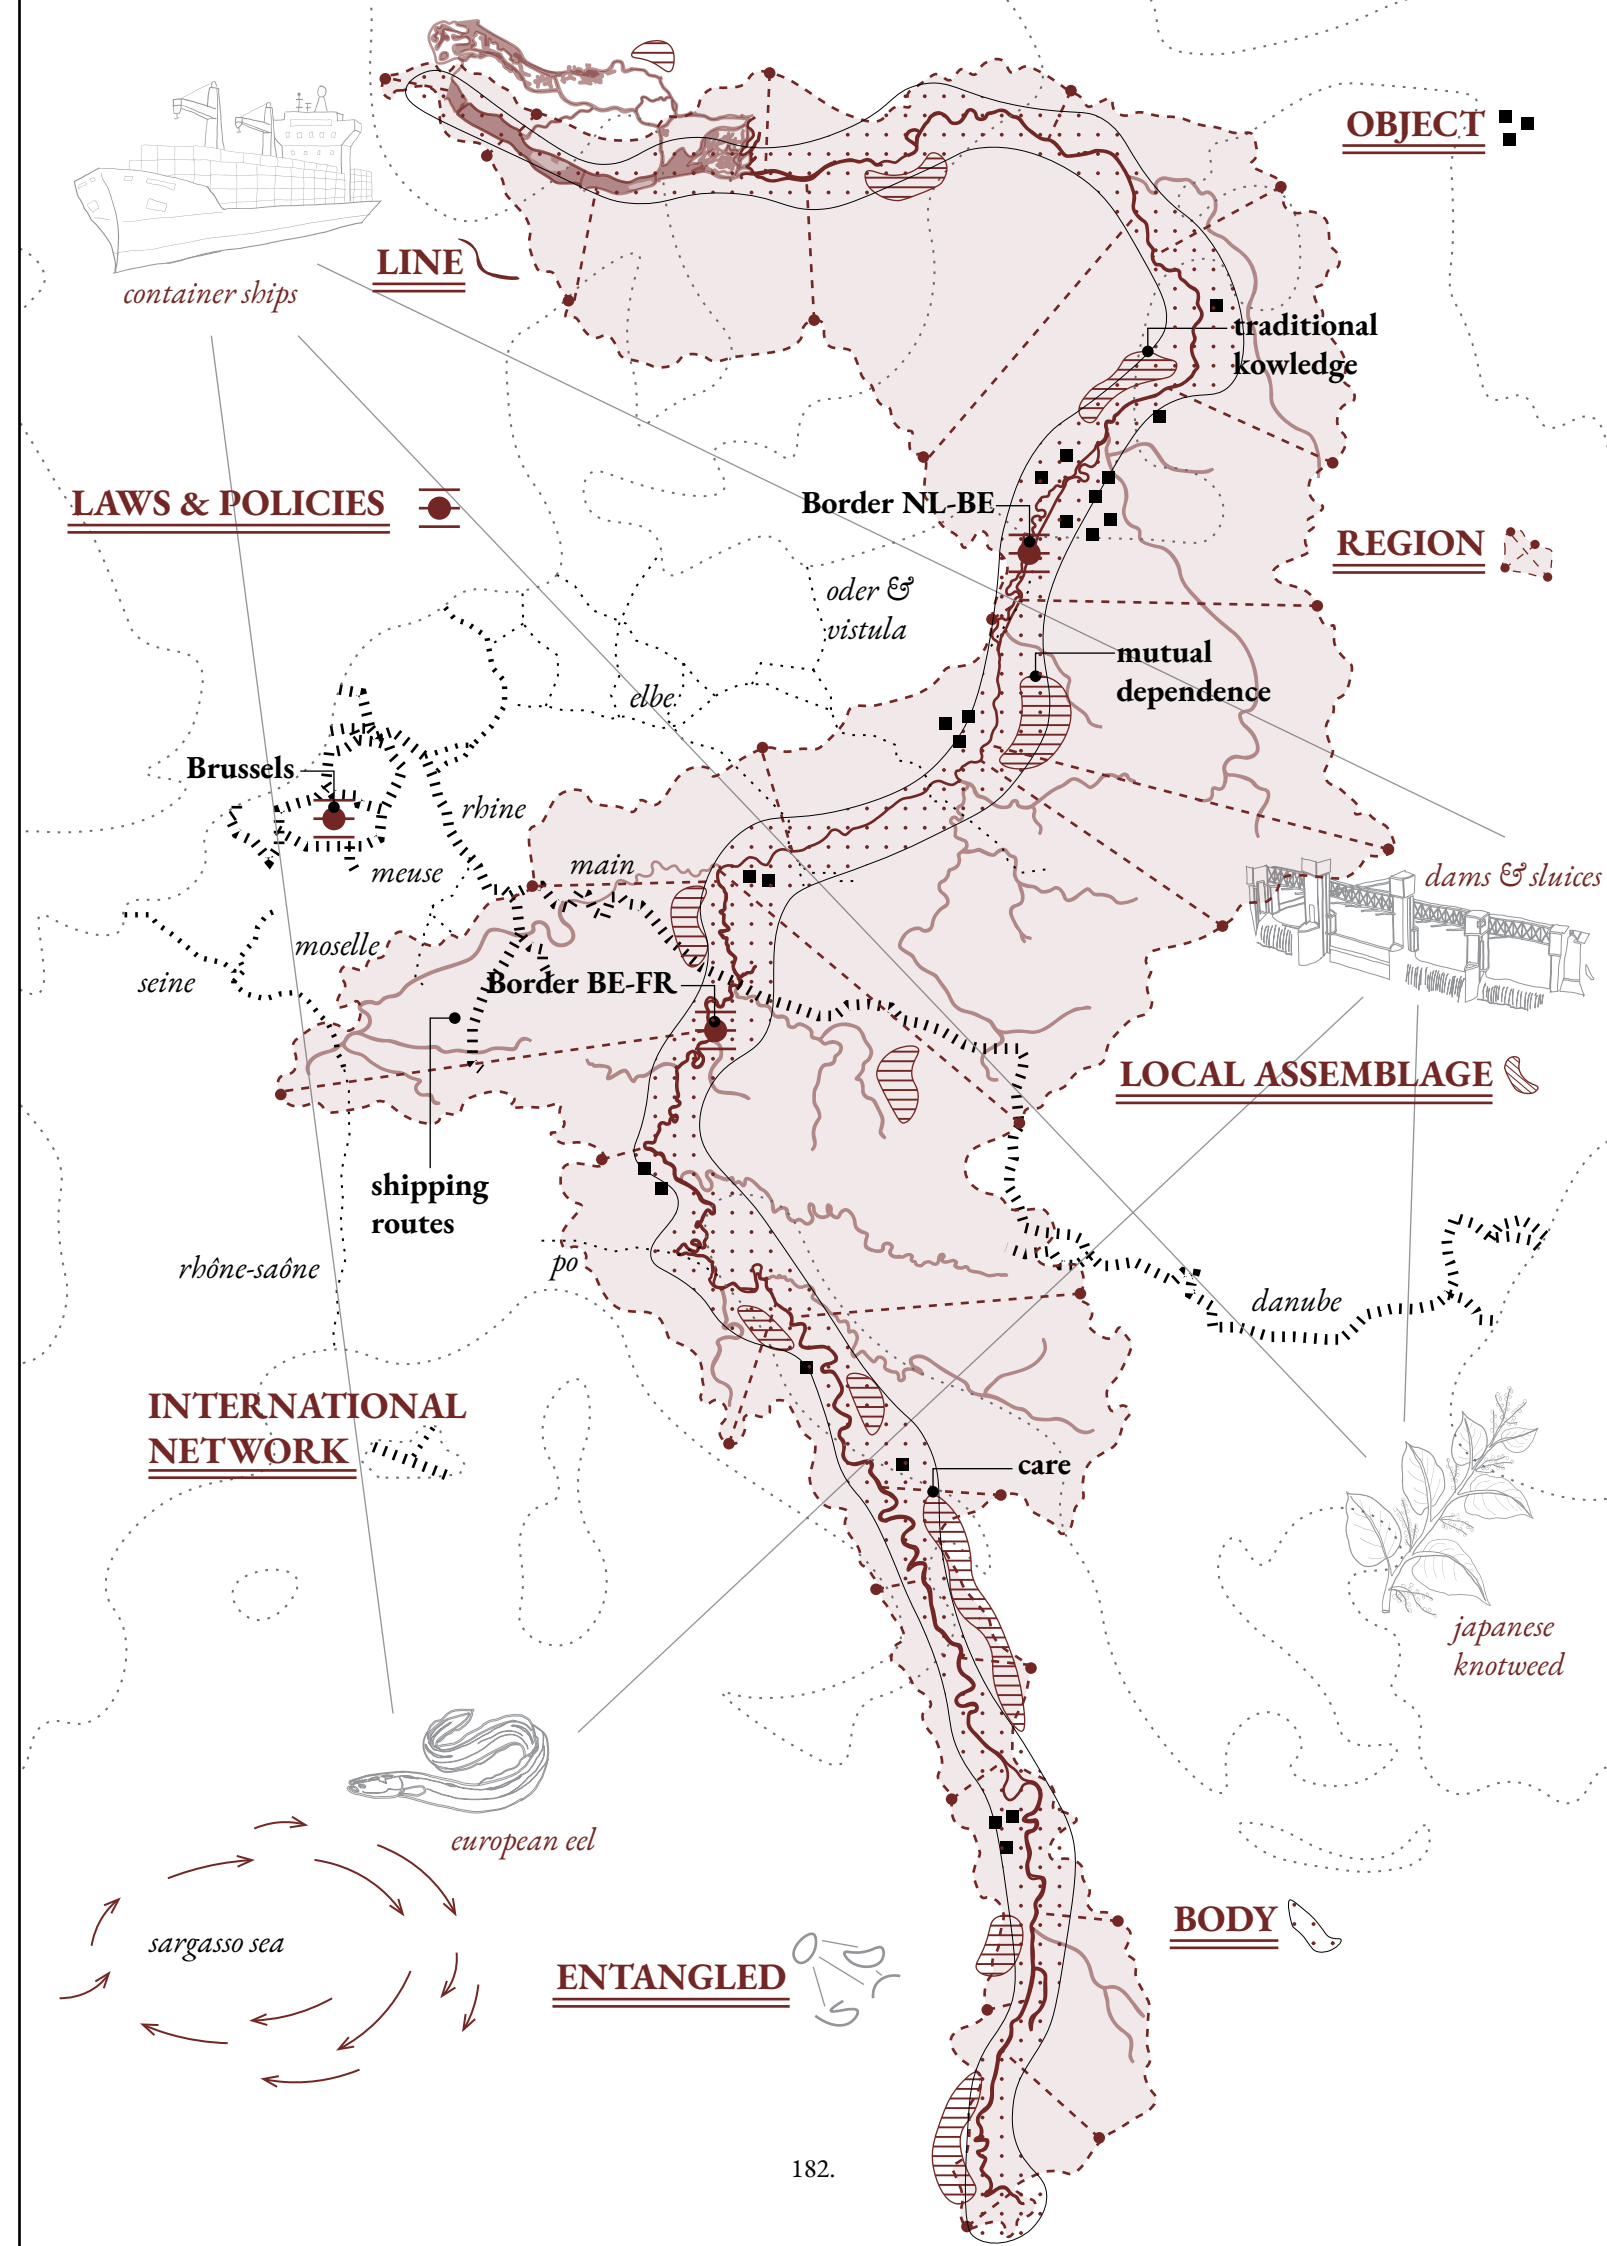 OBJECT
LINE
container ships
traditional
kowledge
LAWS & POLICIES
Border NL-BE
REGION
oder &
vistula
mutual
dependence
elbe
Brussels
rhine
main
meuse
dams & sluices
moselle
seine
Border BE-FR
LOCAL ASSEMBLAGE
shipping
routes
rhône-saône
po
danube
INTERNATIONAL
NETWORK
care
japanese
knotweed
european eel
BODY
sargasso sea
ENTANGLED
182.